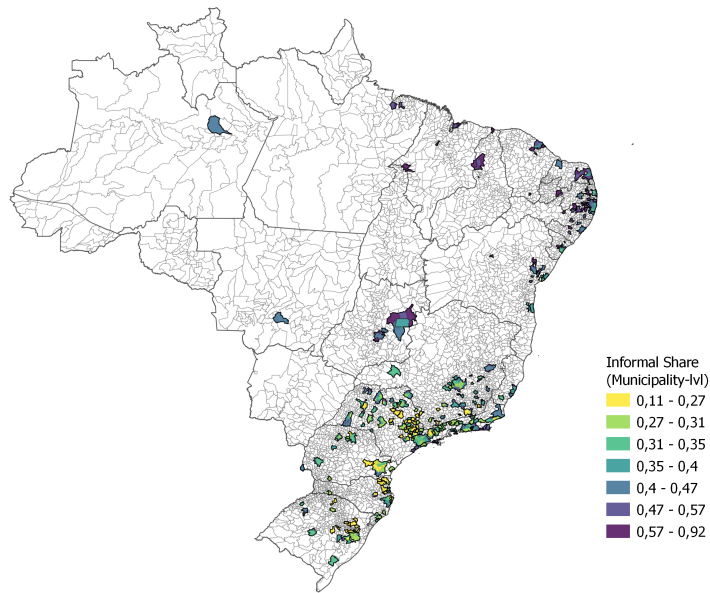 Informal Share
(Municipality-lvl)
0,11 - 0,27
0,27 - 0,31
0,31 - 0,35
0,35 - 0,4
0,4 - 0,47
0,47 - 0,57
0,57 - 0,92